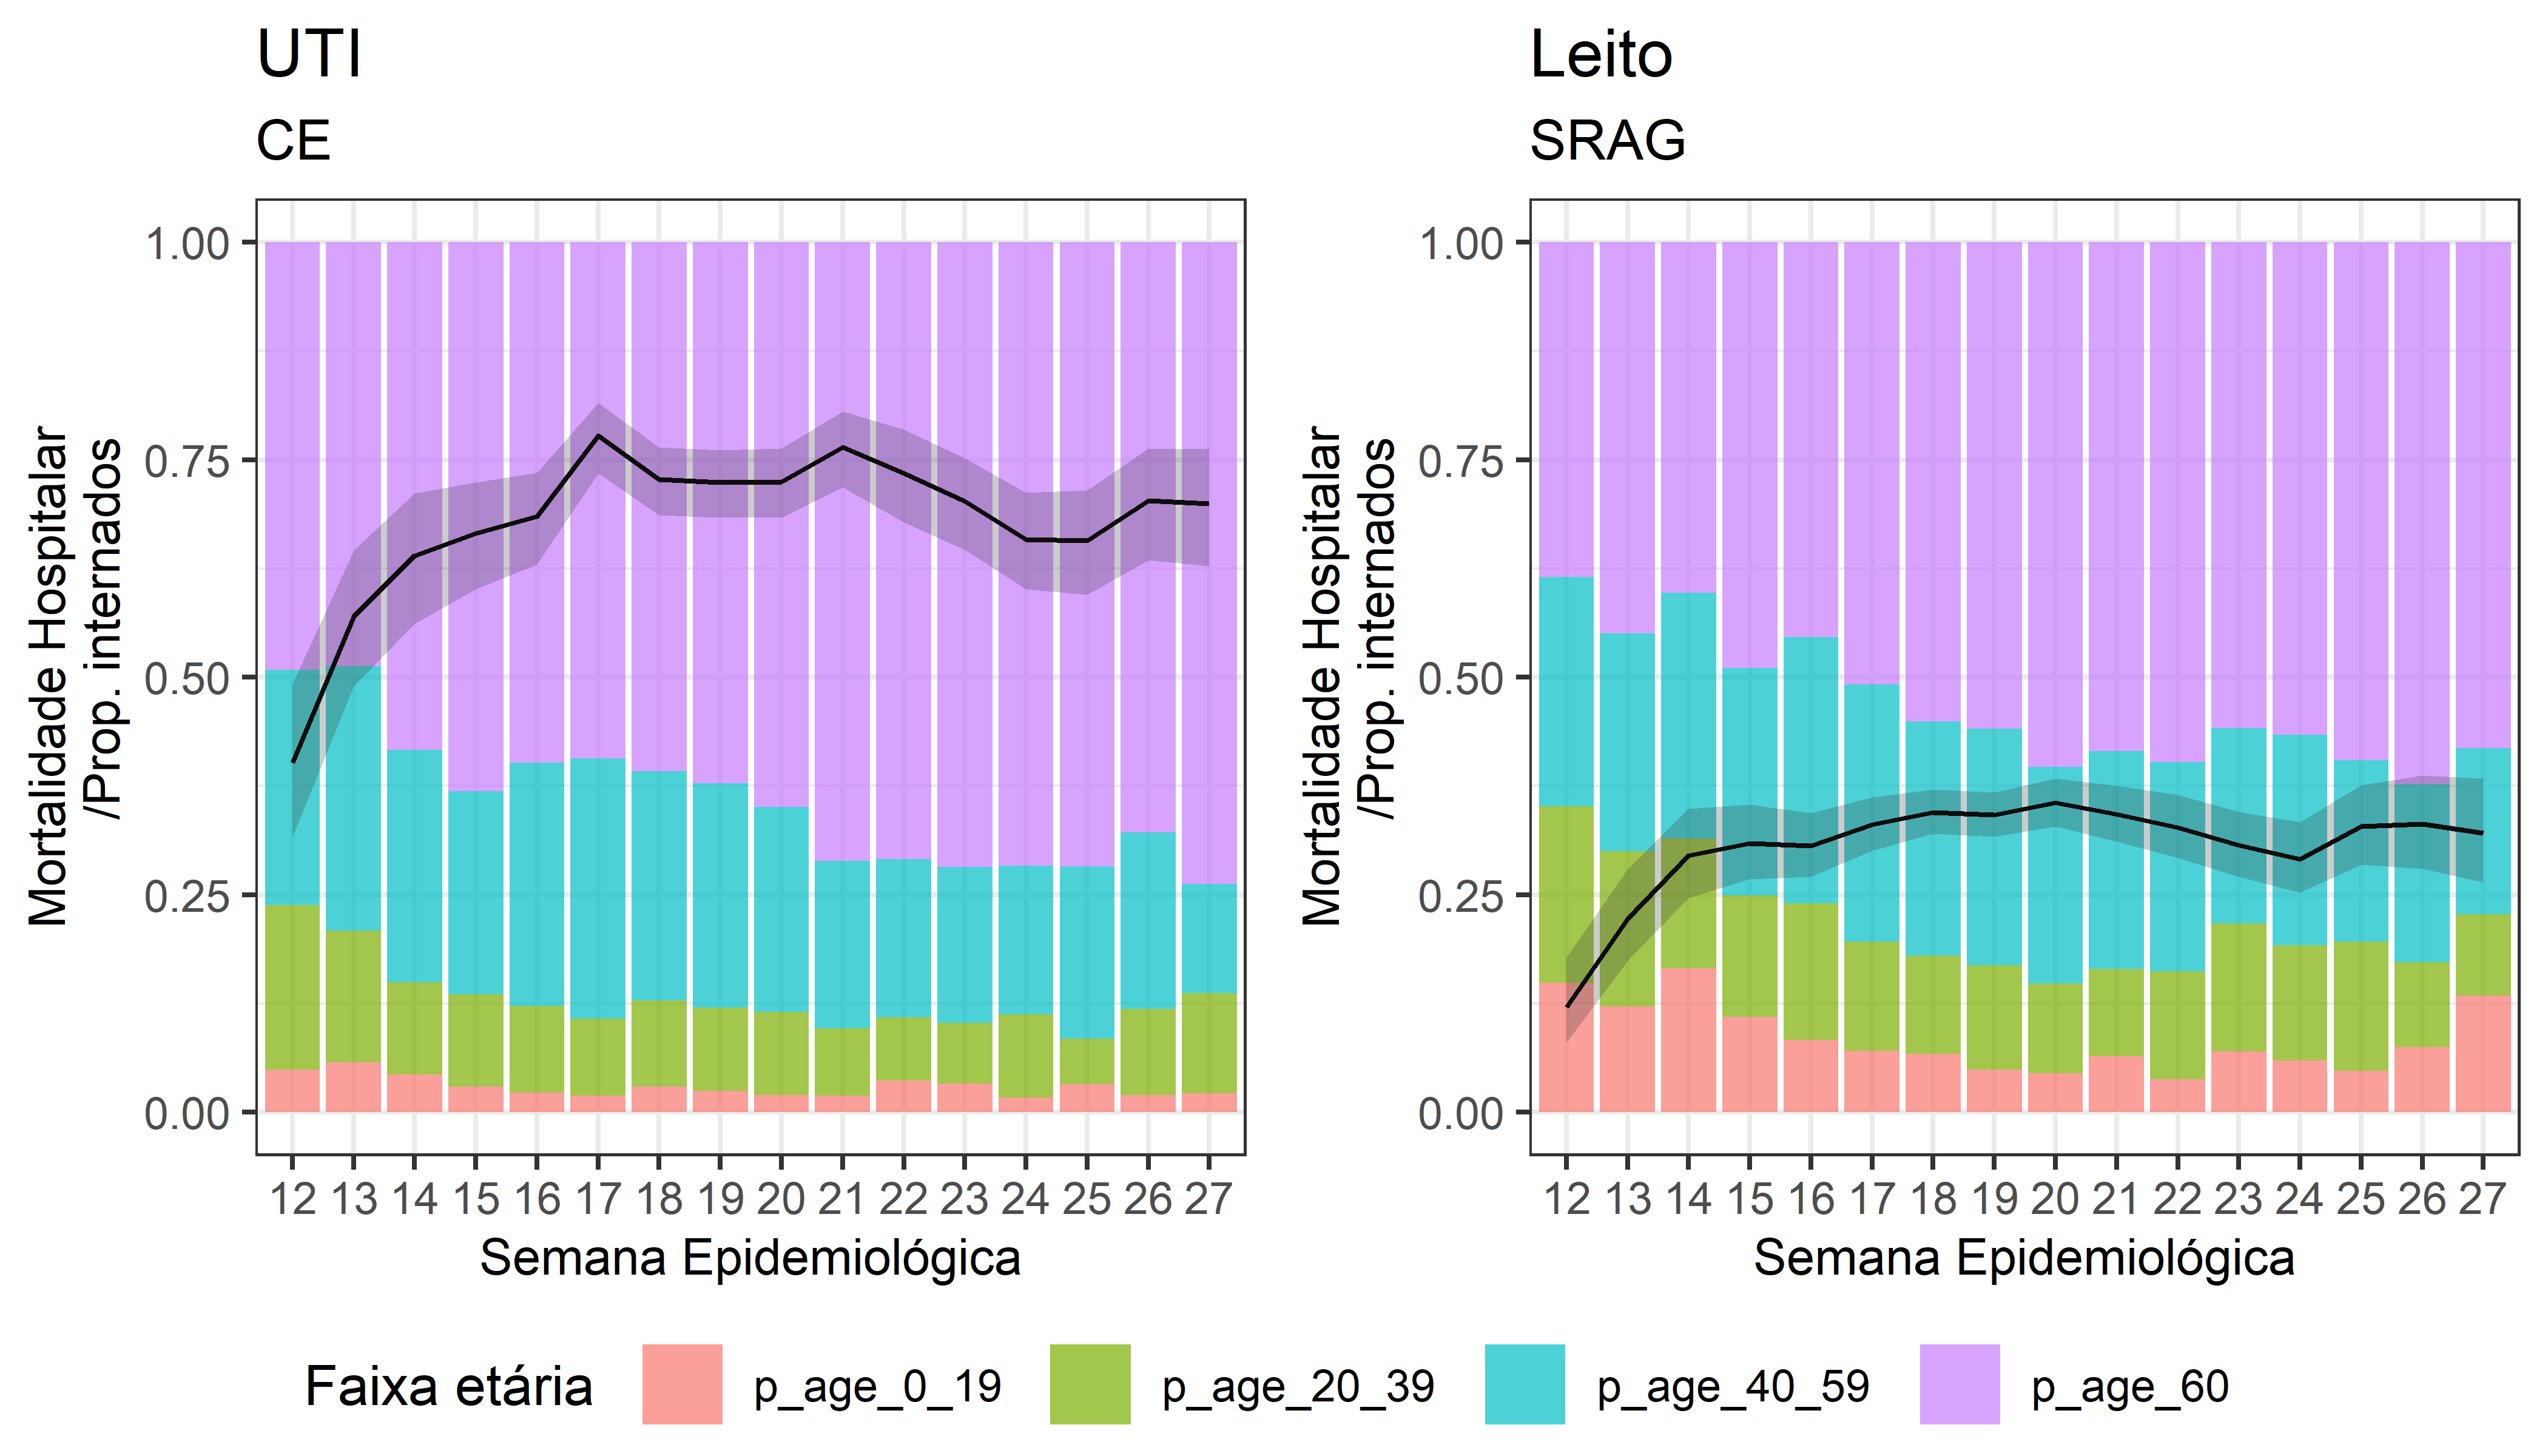 UTI
CE
Mortalidade Hospitalar
/Prop. internados
1.00
0.75
0.50
0.25
0.00
12 13 14 15 16 17 18 19 20 21 22 23 24 25 26 27
Semana Epidemiológica
Leito
SRAG
Mortalidade Hospitalar
/Prop. internados
1.00
0.75
0.50
0.25
0.00
12 13 14 15 16 17 18 19 20 21 22 23 24 25 26 27
Semana Epidemiológica
Faixa etária p_age_0_19 p_age_20_39 p_age_40_59 p_age_60